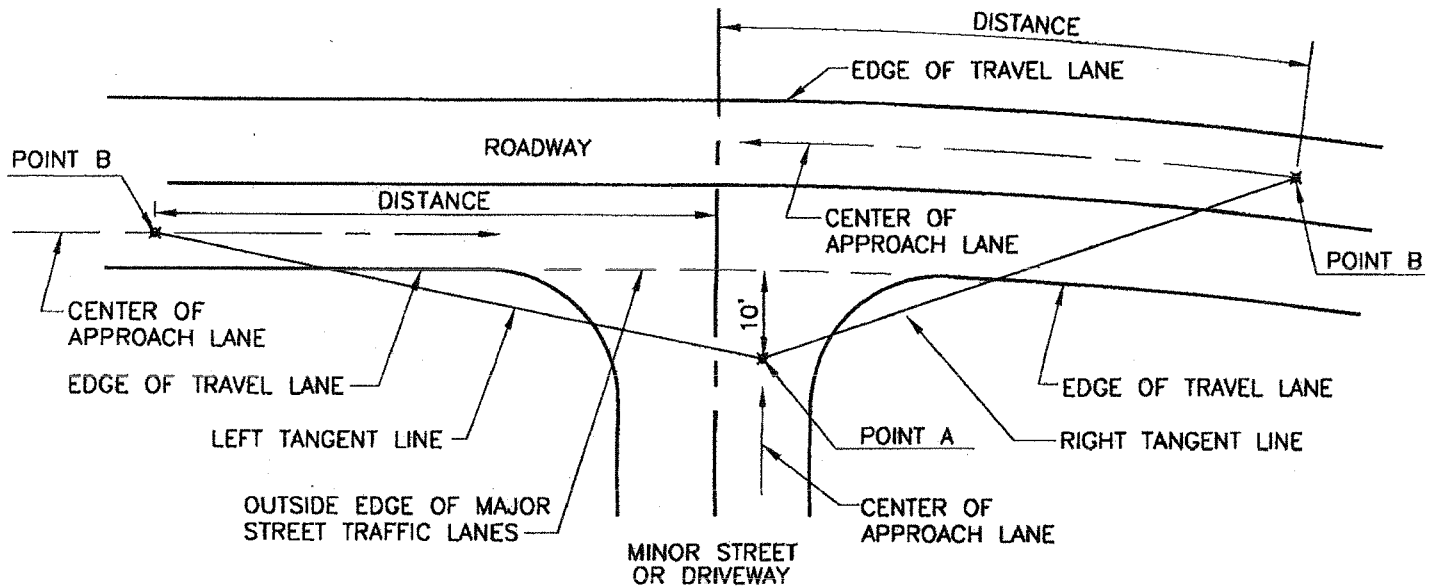 DISTANCE
EDGE OF TRAVEL LANE
ROADWAY
POINT B
DISTANCE
CENTER OF
APPROACH LANE
POINT B
CENTER OF
APPROACH LANE
10'
EDGE OF TRAVEL LANE
EDGE OF TRAVEL LANE
LEFT TANGENT LINE
POINT A
RIGHT TANGENT LINE
OUTSIDE EDGE OF MAJOR
STREET TRAFFIC LANES
CENTER OF
APPROACH LANE
MINOR STREET
OR DRIVEWAY